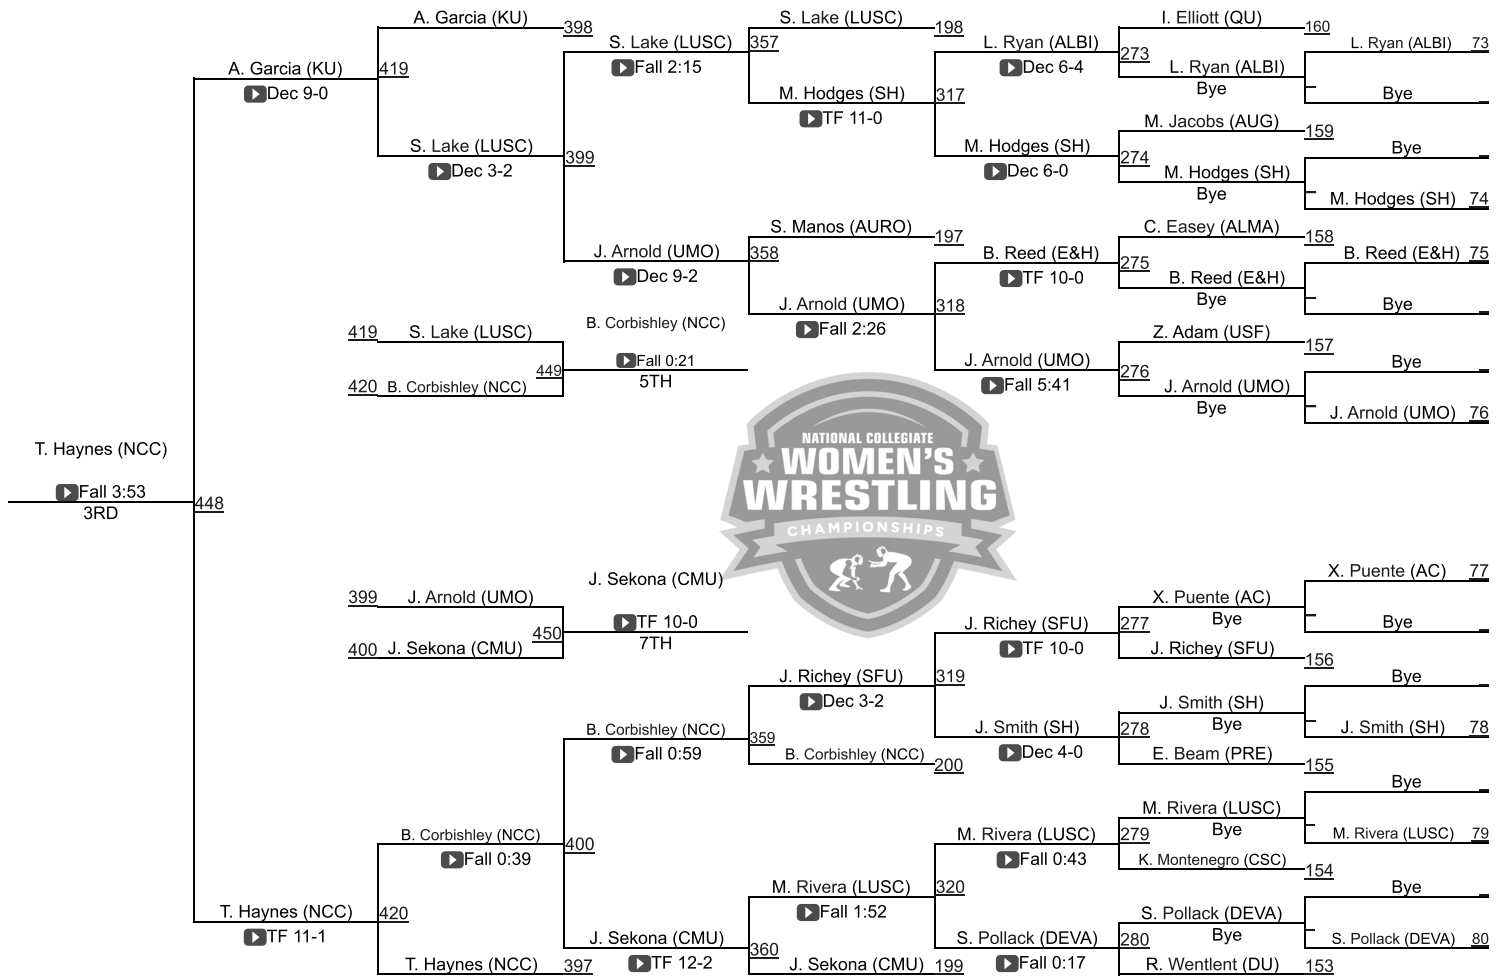 A. Garcia (KU)
398
S. Lake (LUSC)
198
I. Elliott (QU)
160
S. Lake (LUSC)
357
L. Ryan (ALBI)
273
L. Ryan (ALBI)
73
A. Garcia (KU)
419
Fall 2:15
Dec 6-4
L. Ryan (ALBI)
Bye
Bye
Dec 9-0
M. Hodges (SH)
317
TF 11-0
M. Jacobs (AUG)
159
S. Lake (LUSC)
399
M. Hodges (SH)
274
Bye
Dec 3-2
Dec 6-0
M. Hodges (SH)
Bye
M. Hodges (SH)
74
S. Manos (AURO)
197
C. Easey (ALMA)
158
J. Arnold (UMO)
358
B. Reed (E&H)
275
B. Reed (E&H)
75
Dec 9-2
TF 10-0
B. Reed (E&H)
Bye
Bye
J. Arnold (UMO)
318
Fall 2:26
419
S. Lake (LUSC)
B. Corbishley (NCC)
Z. Adam (USF)
157
449
Fall 0:21
5TH
J. Arnold (UMO)
276
Bye
420
B. Corbishley (NCC)
Fall 5:41
J. Arnold (UMO)
Bye
J. Arnold (UMO)
76
NATIONAL COLLEGIATE
WOMEN'S
WRESTLING
CHAMPIONSHIPS
T. Haynes (NCC)
Fall 3:53
3RD
448
399
J. Arnold (UMO)
J. Sekona (CMU)
X. Puente (AC)
77
450
TF 10-0
7TH
X. Puente (AC)
Bye
Bye
400
J. Sekona (CMU)
J. Richey (SFU)
277
TF 10-0
J. Richey (SFU)
156
J. Richey (SFU)
319
Bye
Dec 3-2
J. Smith (SH)
Bye
B. Corbishley (NCC)
359
J. Smith (SH)
278
J. Smith (SH)
78
Fall 0:59
B. Corbishley (NCC)
200
Dec 4-0
E. Beam (PRE)
155
Bye
B. Corbishley (NCC)
400
M. Rivera (LUSC)
279
M. Rivera (LUSC)
Bye
M. Rivera (LUSC)
79
Fall 0:39
Fall 0:43
K. Montenegro (CSC)
154
M. Rivera (LUSC)
320
Bye
Fall 1:52
T. Haynes (NCC)
420
S. Pollack (DEVA)
Bye
TF 11-1
J. Sekona (CMU)
360
S. Pollack (DEVA)
280
S. Pollack (DEVA)
80
T. Haynes (NCC)
397
TF 12-2
J. Sekona (CMU)
199
Fall 0:17
R. Wentlent (DU)
153